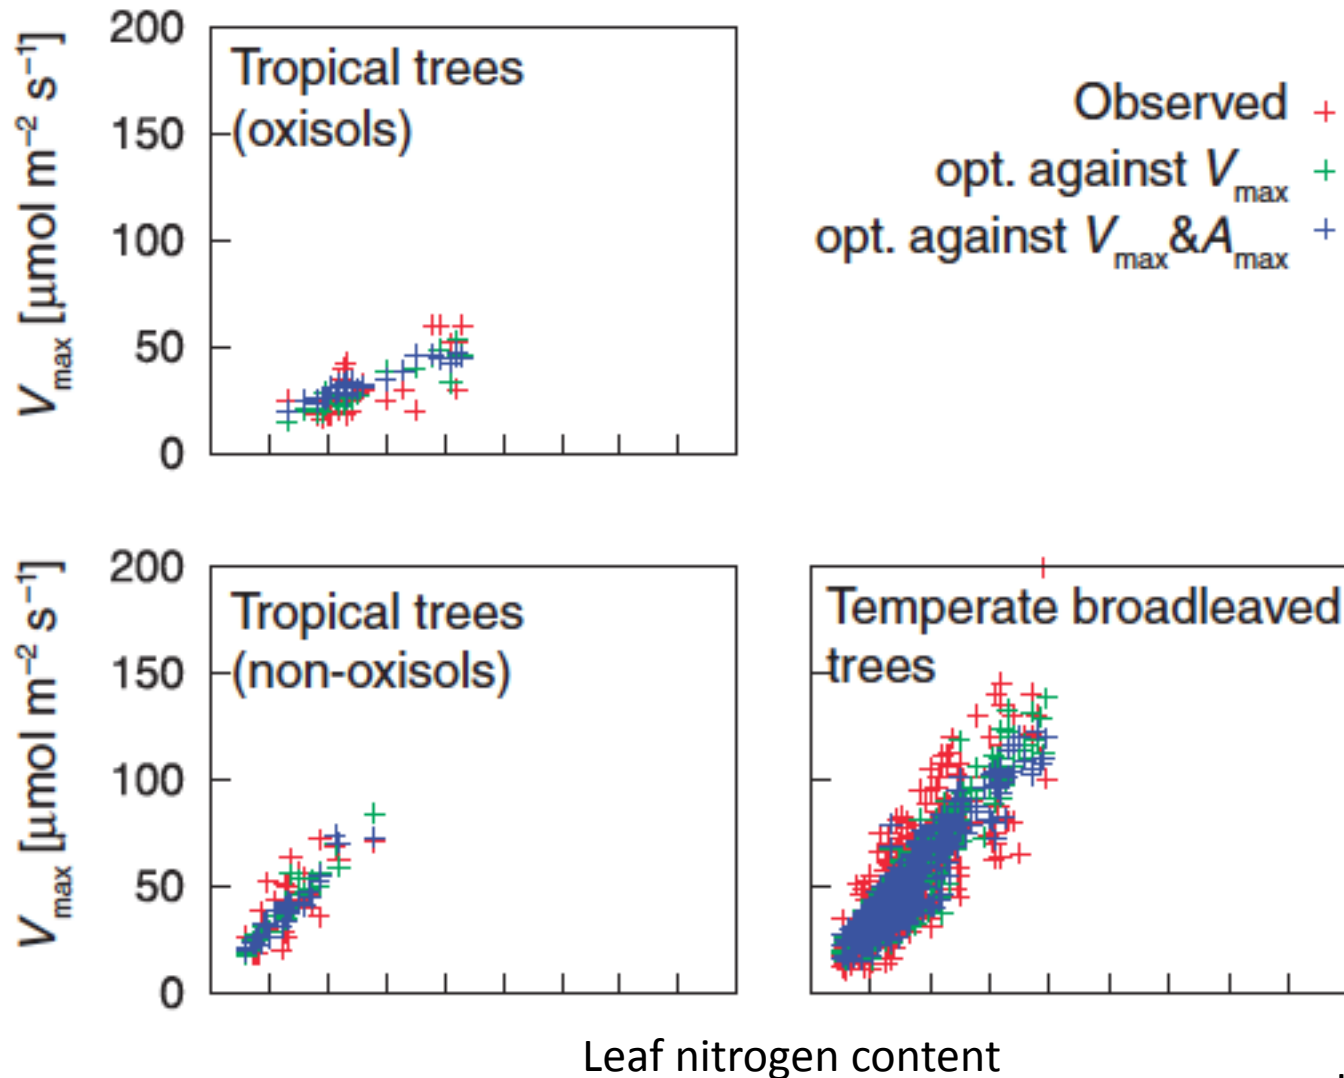 200
150
100
50
0
Vmax [µmol m−2 s−1]
Tropical trees
(oxisols)
Observed
opt. against Vmax
opt. against Vmax&Amax
200
150
100
50
0
Vmax [µmol m−2 s−1]
Tropical trees
(non-oxisols)
Temperate broadleaved
trees
Leaf nitrogen content